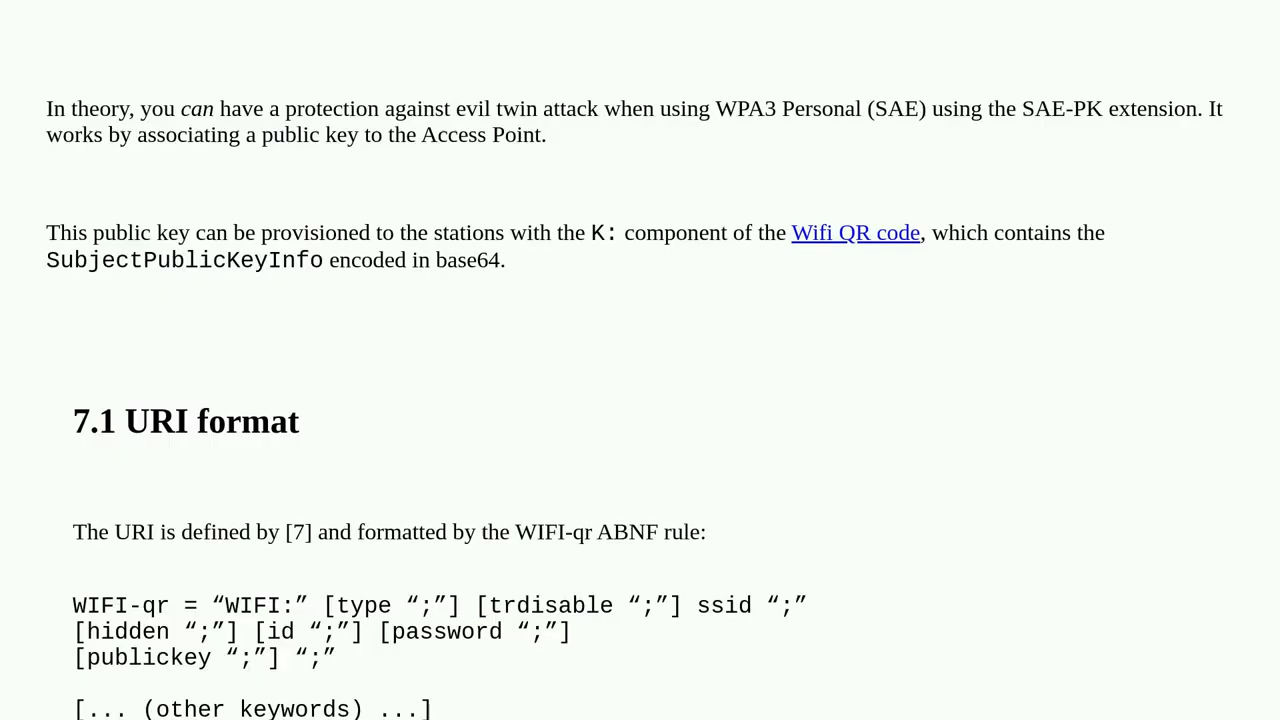 In theory, you can have a protection against evil twin attack when using WPA3 Personal (SAE) using the SAE-PK extension. It
works by associating a public key to the Access Point.
This public key can be provisioned to the stations with the K: component of the Wifi QR code, which contains the
SubjectPublicKeyInfo encoded in base64.
7.1 URI format
The URI is defined by [7] and formatted by the WIFI-qr ABNF rule:
WIFI-qr = “WIFI:” [type “;”] [trdisable “;”] ssid “;”
[hidden “;”] [id “;”] [password “;”]
[publickey “;”] “;”
[... (other keywords) ...]